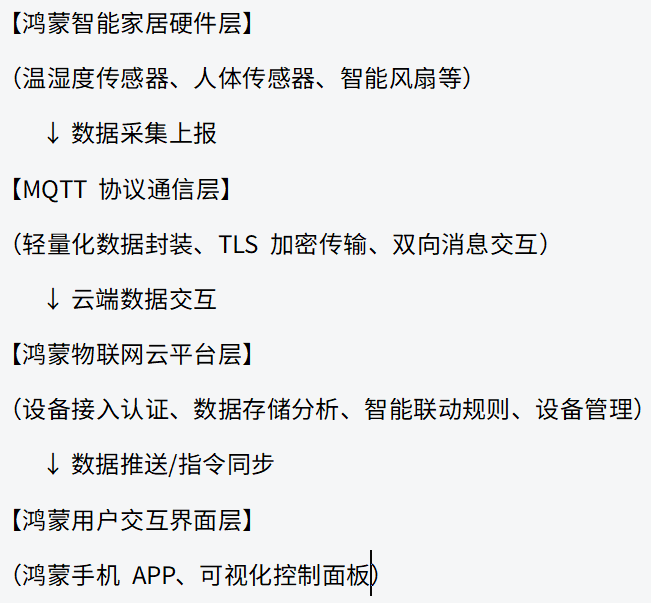 【鸿蒙智能家居硬件层】
（温湿度传感器、人体传感器、智能风扇等）
↓ 数据采集上报
【MQTT 协议通信层】
（轻量化数据封装、TLS 加密传输、双向消息交互）
↓ 云端数据交互
【鸿蒙物联网云平台层】
（设备接入认证、数据存储分析、智能联动规则、设备管理）
↓ 数据推送/指令同步
【鸿蒙用户交互界面层】
（鸿蒙手机 APP、可视化控制面板）